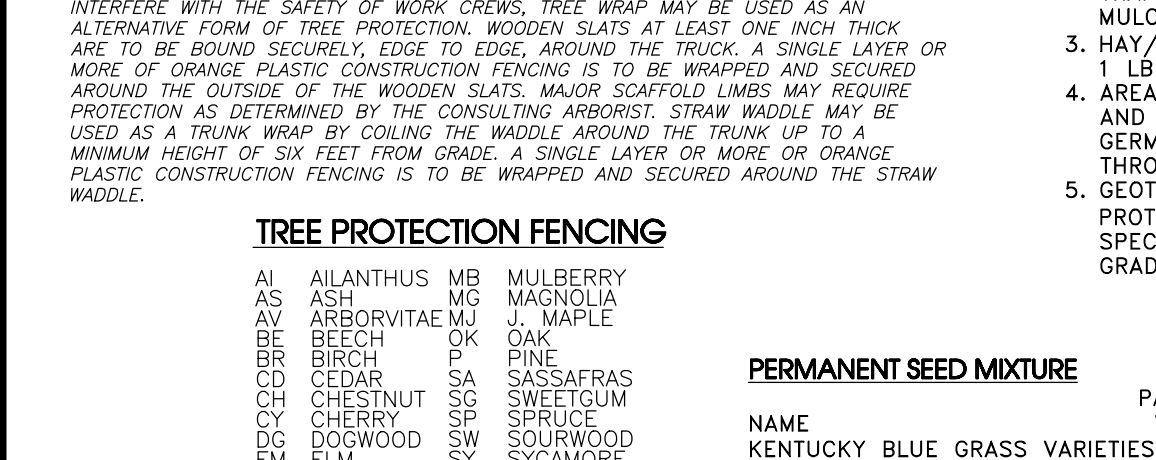 INTERFERE WITH THE SAFETY OF WORK CREWS, TREE WRAP MAY BE USED AS AN
ALTERNATIVE FORM OF TREE PROTECTION. WOODEN SLATS AT LEAST ONE INCH THICK
ARE TO BE BOUND SECURELY, EDGE TO EDGE, AROUND THE TRUCK. A SINGLE LAYER OR
MORE OF ORANGE PLASTIC CONSTRUCTION FENCING IS TO BE WRAPPED AND SECURED
AROUND THE OUTSIDE OF THE WOODEN SLATS. MAJOR SCAFFOLD LIMBS MAY REQUIRE
PROTECTION AS DETERMINED BY THE CONSULTING ARBORIST. STRAW WADDLE MAY BE
USED AS A TRUNK WRAP BY COILING THE WADDLE AROUND THE TRUNK UP TO A
MINIMUM HEIGHT OF SIX FEET FROM GRADE. A SINGLE LAYER OR MORE OR ORANGE
PLASTIC CONSTRUCTION FENCING IS TO BE WRAPPED AND SECURED AROUND THE STRAW
WADDLE.
TREE PROTECTION FENCING
AI AILANTHUS MB MULBERRY
AS ASH MG MAGNOLIA
AV ARBORVITAE MJ J. MAPLE
BE BEECH OK OAK
BR BIRCH P PINE
CD CEDAR SA SASSAFRAS
CH CHESTNUT SG SWEETGUM
CY CHERRY SP SPRUCE
DG DOGWOOD SW SOURWOOD
EM ELM SY SYCAMORE
MULC
3. HAY/
1 LB
4. AREA
AND
GERM
THRO
5. GEOT
PROT
SPEC
GRAD
PERMANENT SEED MIXTURE
PA
NAME
KENTUCKY BLUE GRASS VARIETIES